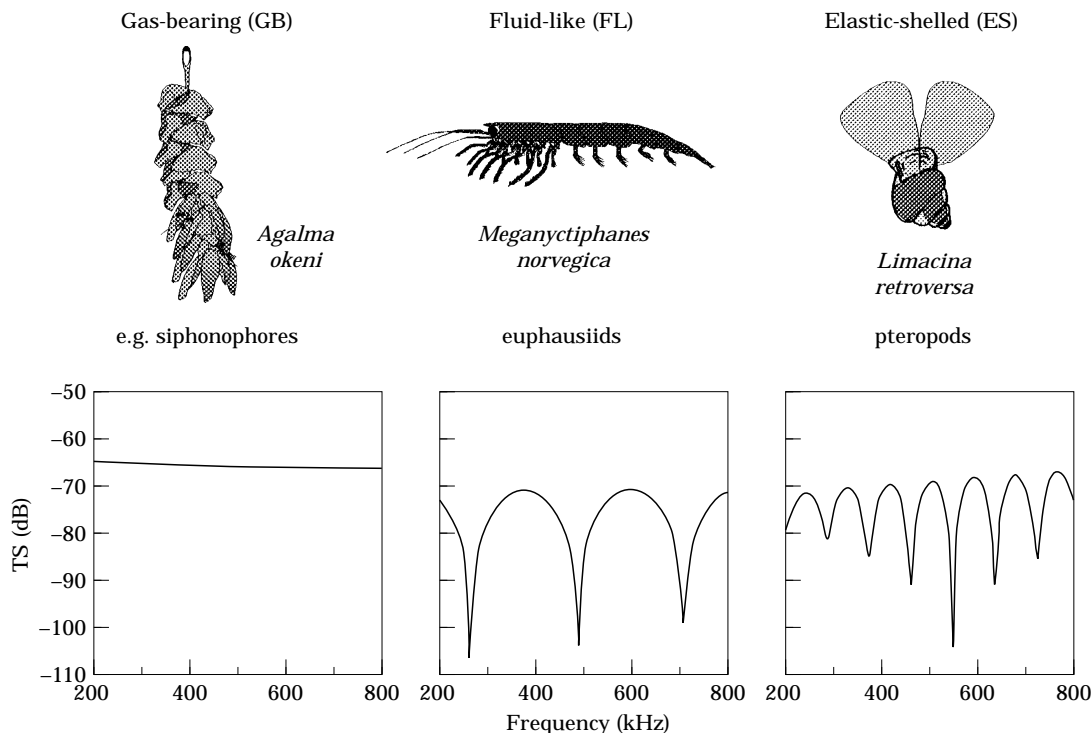 Gas-bearing (GB)
Fluid-like (FL)
Elastic-shelled (ES)
Agalma
okeni
Meganyctiphanes
norvegica
Limacina
retroversa
e.g. siphonophores
euphausiids
pteropods
TS (dB)
–50
–60
–70
–80
–90
–100
–110
200
400
600
800
200
400
600
800
200
400
600
800
Frequency (kHz)